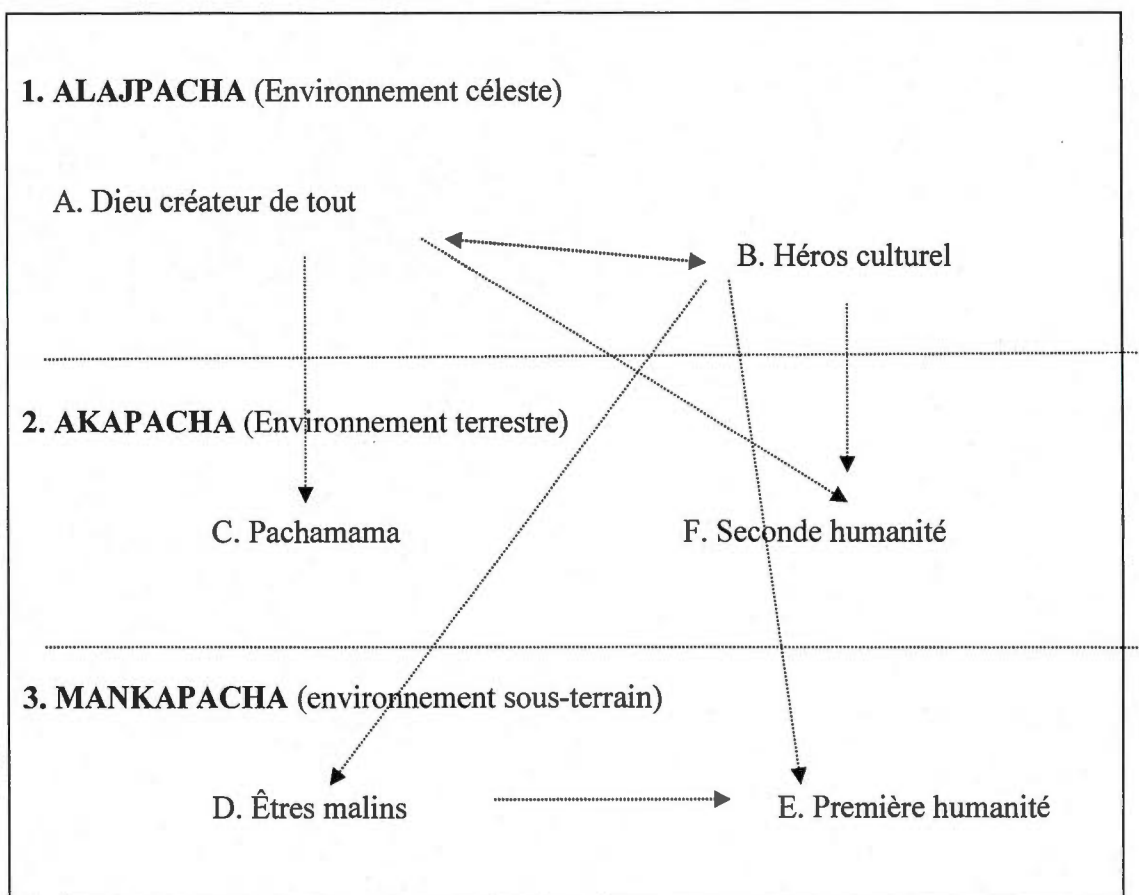 1. ALAJPACHA (Environnement céleste)
A. Dieu créateur de tout
B. Héros culturel
2. AKAPACHA (Environnement terrestre)
C. Pachamama
F. Seconde humanité
3. MANKAPACHA (environnement sous-terrain)
D. Êtres malins
E. Première humanité